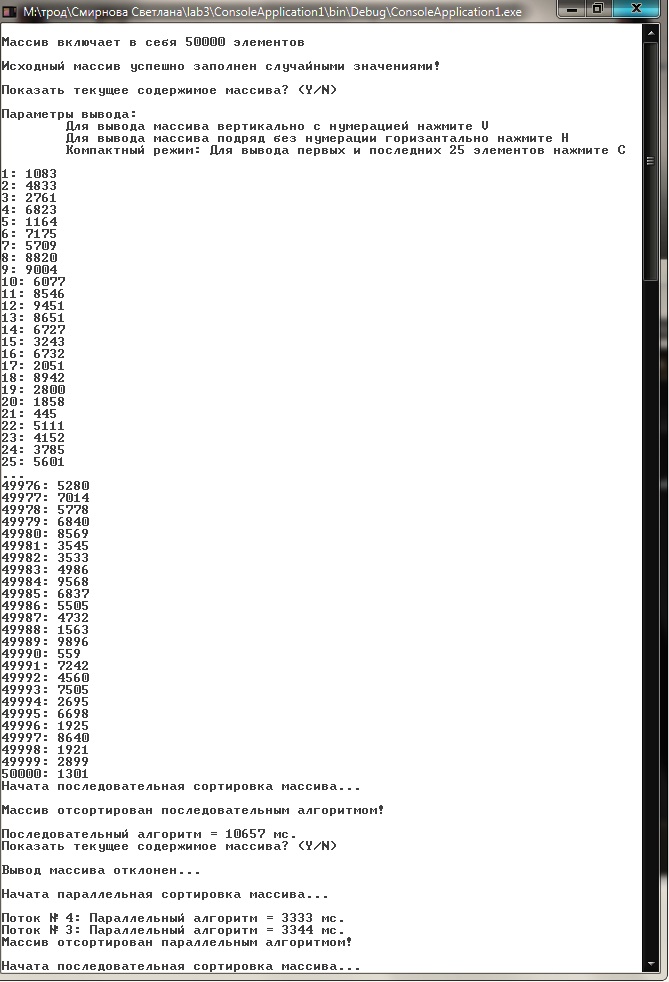 M:\трод\Смирнова Светлана\lab3\ConsoleApplication1\bin\Debug\ConsoleApplication1.exe
Массив включает в себя 50000 элементов
Исходный массив успешно заполнен случайными значениями!
Показать текущее содержимое массива? (Y/N)
Параметры вывода:
Для вывода массива вертикально с нумерацией нажмите V
Для вывода массива подряд без нумерации горизантально нажмите H
Компактный режим: Для вывода первых и последних 25 элементов нажмите C
1: 1083
2: 4833
3: 2761
4: 6823
5: 1164
6: 7175
7: 5709
8: 8820
9: 9004
10: 6077
11: 8546
12: 9451
13: 8651
14: 6727
15: 3243
16: 6732
17: 2051
18: 8942
19: 2800
20: 1858
21: 445
22: 5111
23: 4152
24: 3785
25: 5601
...
49976: 5280
49977: 7014
49978: 5778
49979: 6840
49980: 8569
49981: 3545
49982: 3533
49983: 4986
49984: 9568
49985: 6837
49986: 5505
49987: 4732
49988: 1563
49989: 9896
49990: 559
49991: 7242
49992: 4560
49993: 7505
49994: 2695
49995: 6698
49996: 1925
49997: 8640
49998: 1921
49999: 2899
50000: 1301
Начата последовательная сортировка массива...
Массив отсортирован последовательным алгоритмом!
Последовательный алгоритм = 10657 мс.
Показать текущее содержимое массива? (Y/N)
Вывод массива отклонен...
Начата параллельная сортировка массива...
Поток № 4: Параллельный алгоритм = 3333 мс.
Поток № 3: Параллельный алгоритм = 3344 мс.
Массив отсортирован параллельным алгоритмом!
Начата последовательная сортировка массива...